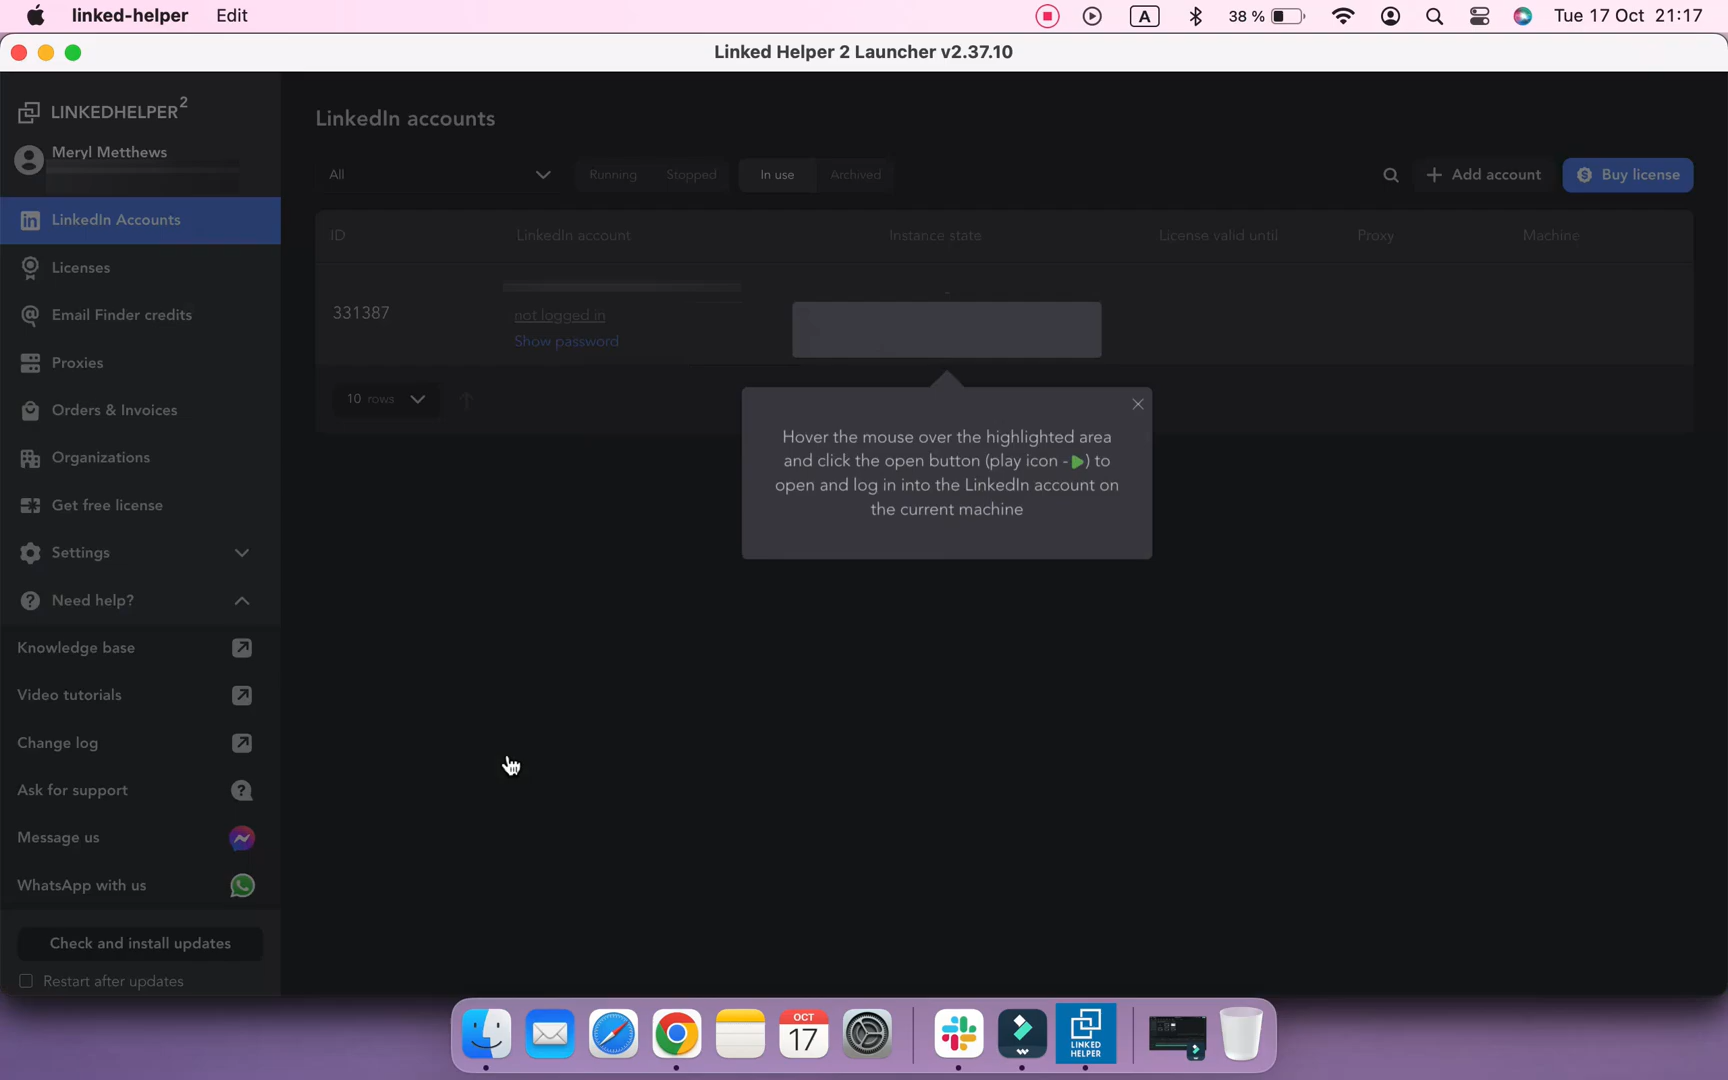 linked-helper Edit A 38 % Tue 17 Oct 21:17
Linked Helper 2 Launcher v2.37.10
LINKEDHELPER 2
Meryl Matthews
LinkedIn Accounts
Licenses
Email Finder credits
Proxies
Orders & Invoices
Organizations
Get free license
Settings
Need help?
Knowledge base
Video tutorials
Change log
Ask for support
Message us
WhatsApp with us
Check and install updates
Restart after updates
LinkedIn accounts
All Running Stopped In use Archived + Add account Buy license
ID LinkedIn account Instance state License valid until Proxy Machine
331387
not logged in
Show password
10 rows
Hover the mouse over the highlighted area
and click the open button (play icon - ) to
open and log in into the LinkedIn account on
the current machine
OCT
17
LINKED
HELPER